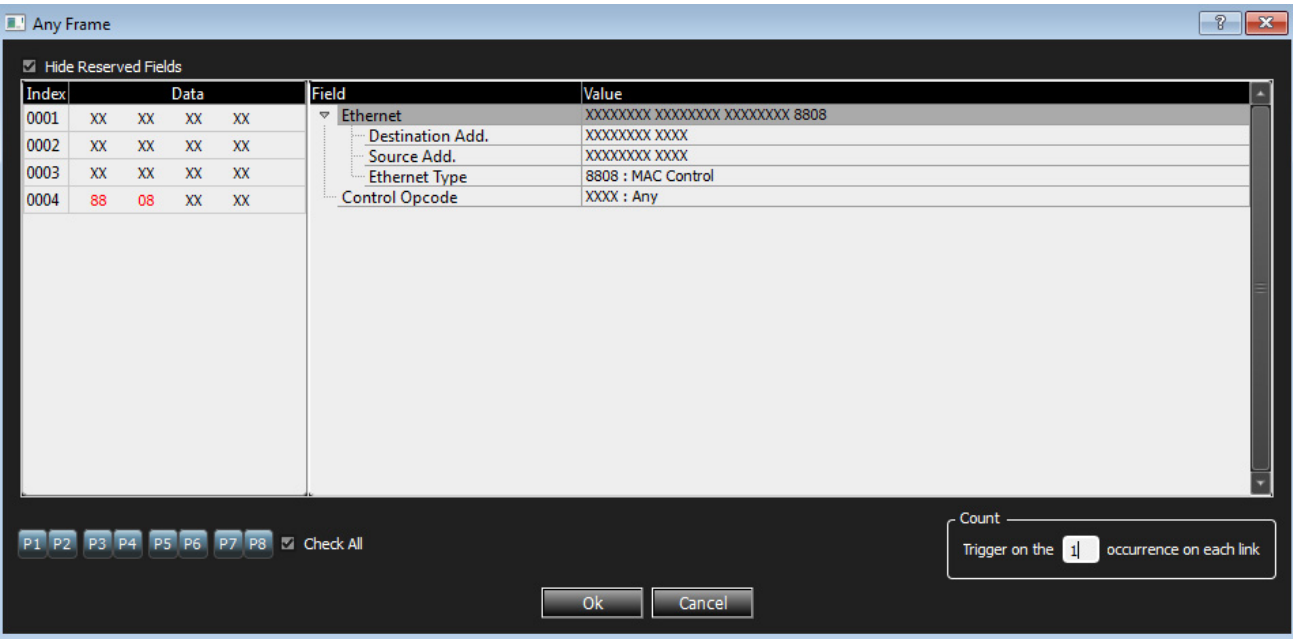 Any Frame
Hide Reserved Fields
Index Data Field Value
0001 XX XX XX XX Ethernet XXXXXXXX XXXXXXXX XXXXXXXX 8808
Destination Add. XXXXXXXX XXXX
0002 XX XX XX XX
Source Add. XXXXXXXX XXXX
0003 XX XX XX XX Ethernet Type 8808 : MAC Control
0004 88 08 XX XX Control Opcode XXXX : Any
Count
P1 P2 P3 P4 P5 P6 P7 P8 Check All
Trigger on the 1 occurrence on each link
Ok Cancel